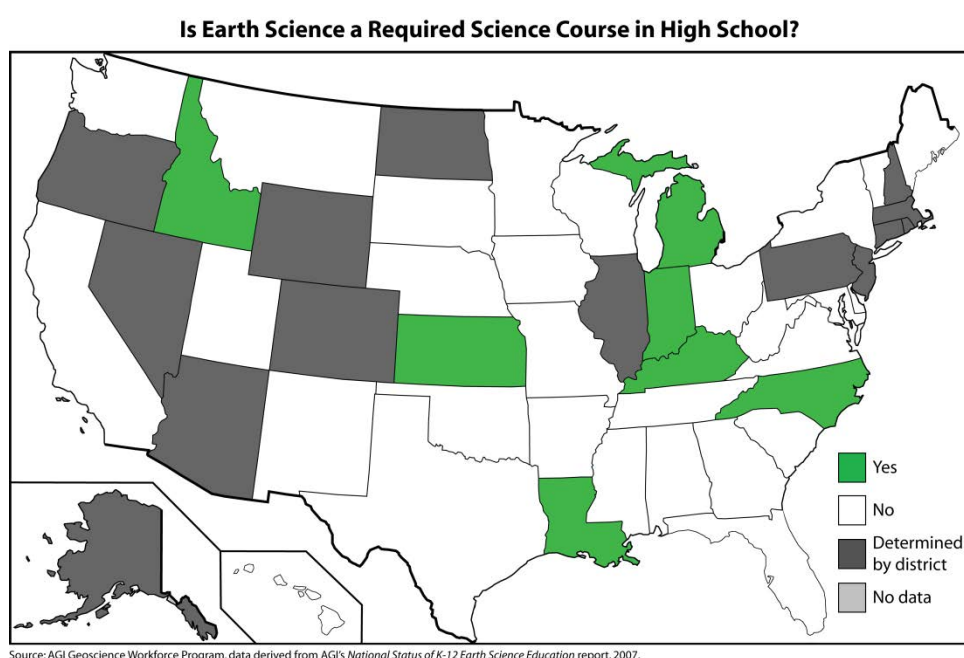 Is Earth Science a Required Science Course in High School?
Yes
No
Determined
by district
No data
Source: AGI Geoscience Workforce Program, data derived from AGI's National Status of K-12 Earth Science Education report, 2007.